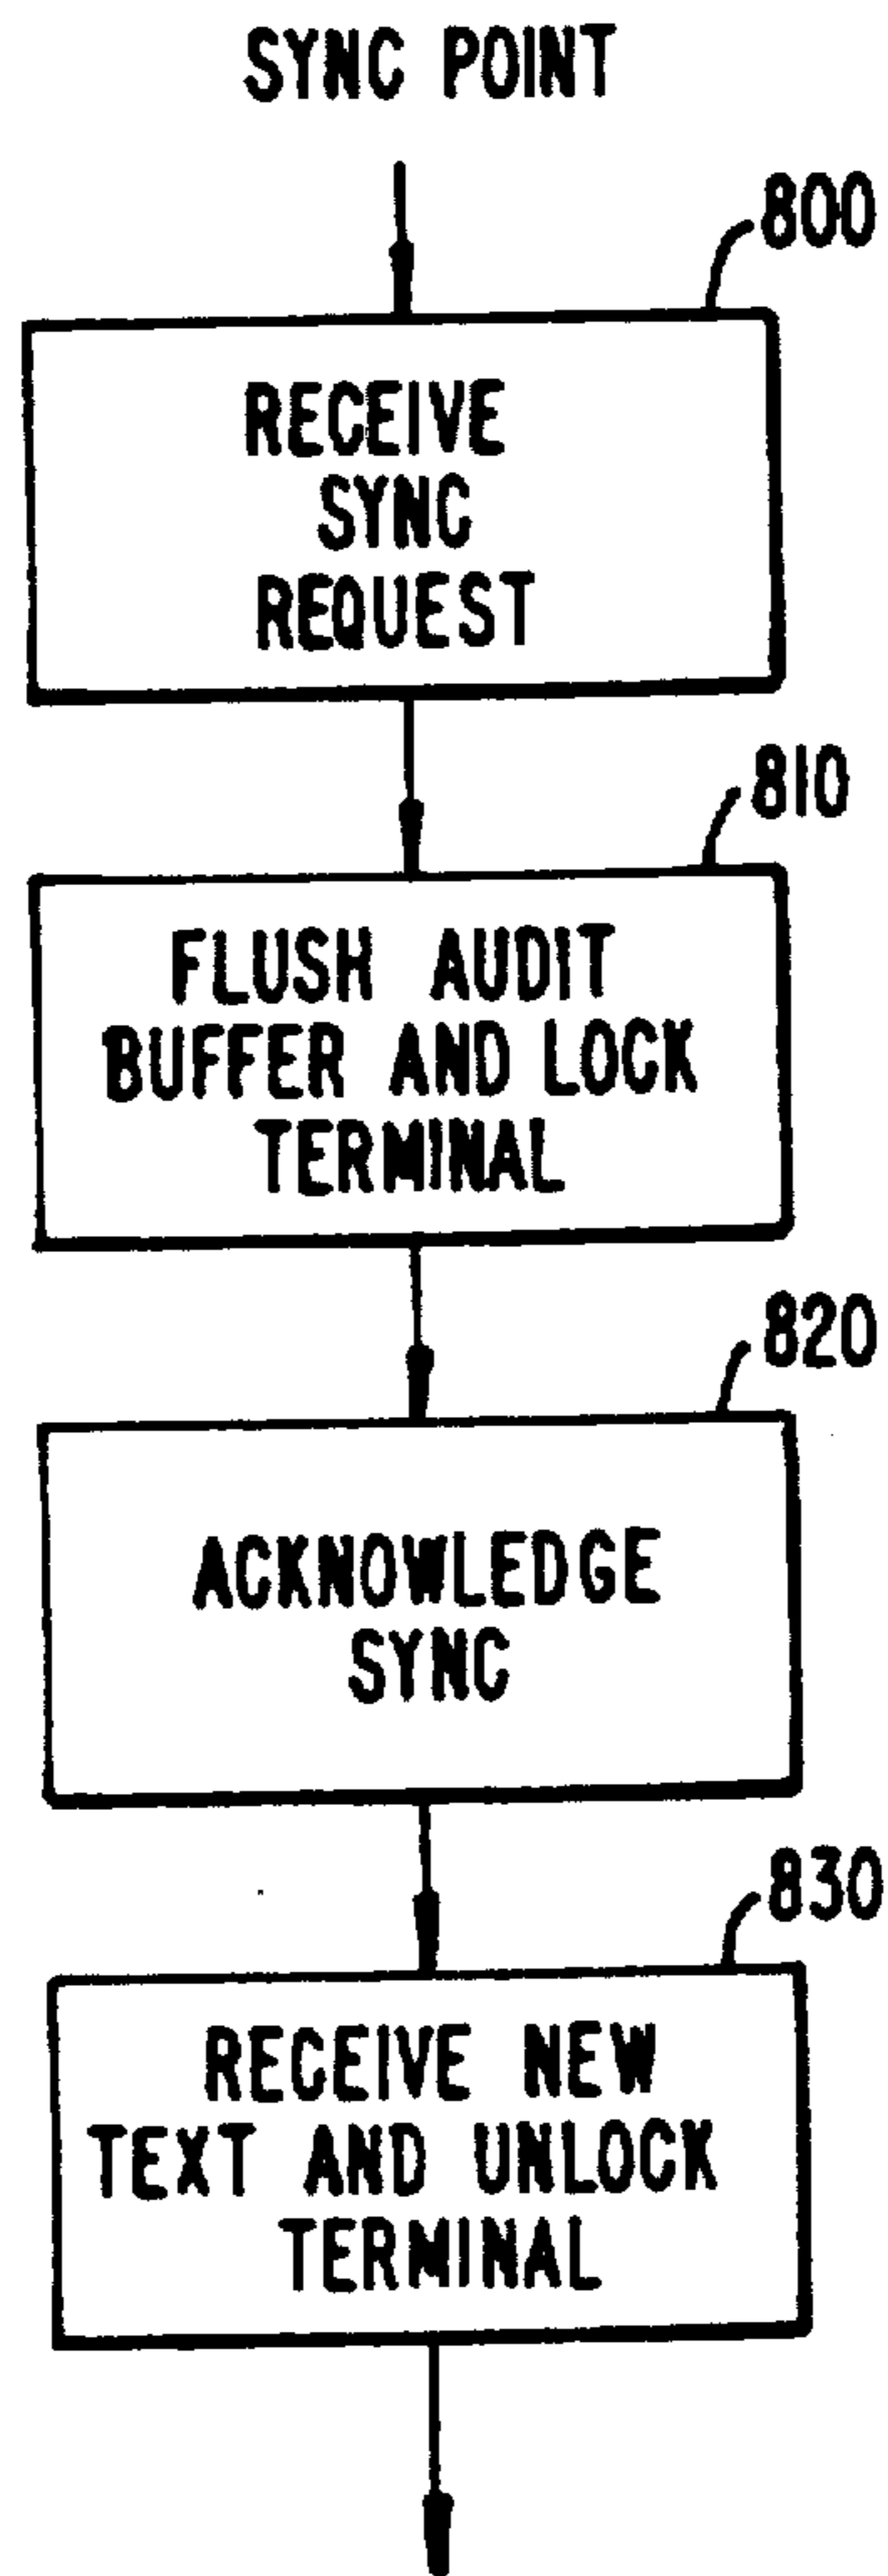 SYNC POINT
800
RECEIVE
SYNC
REQUEST
810
FLUSH AUDIT
BUFFER AND LOCK
TERMINAL
820
ACKNOWLEDGE
SYNC
830
RECEIVE NEW
TEXT AND UNLOCK
TERMINAL